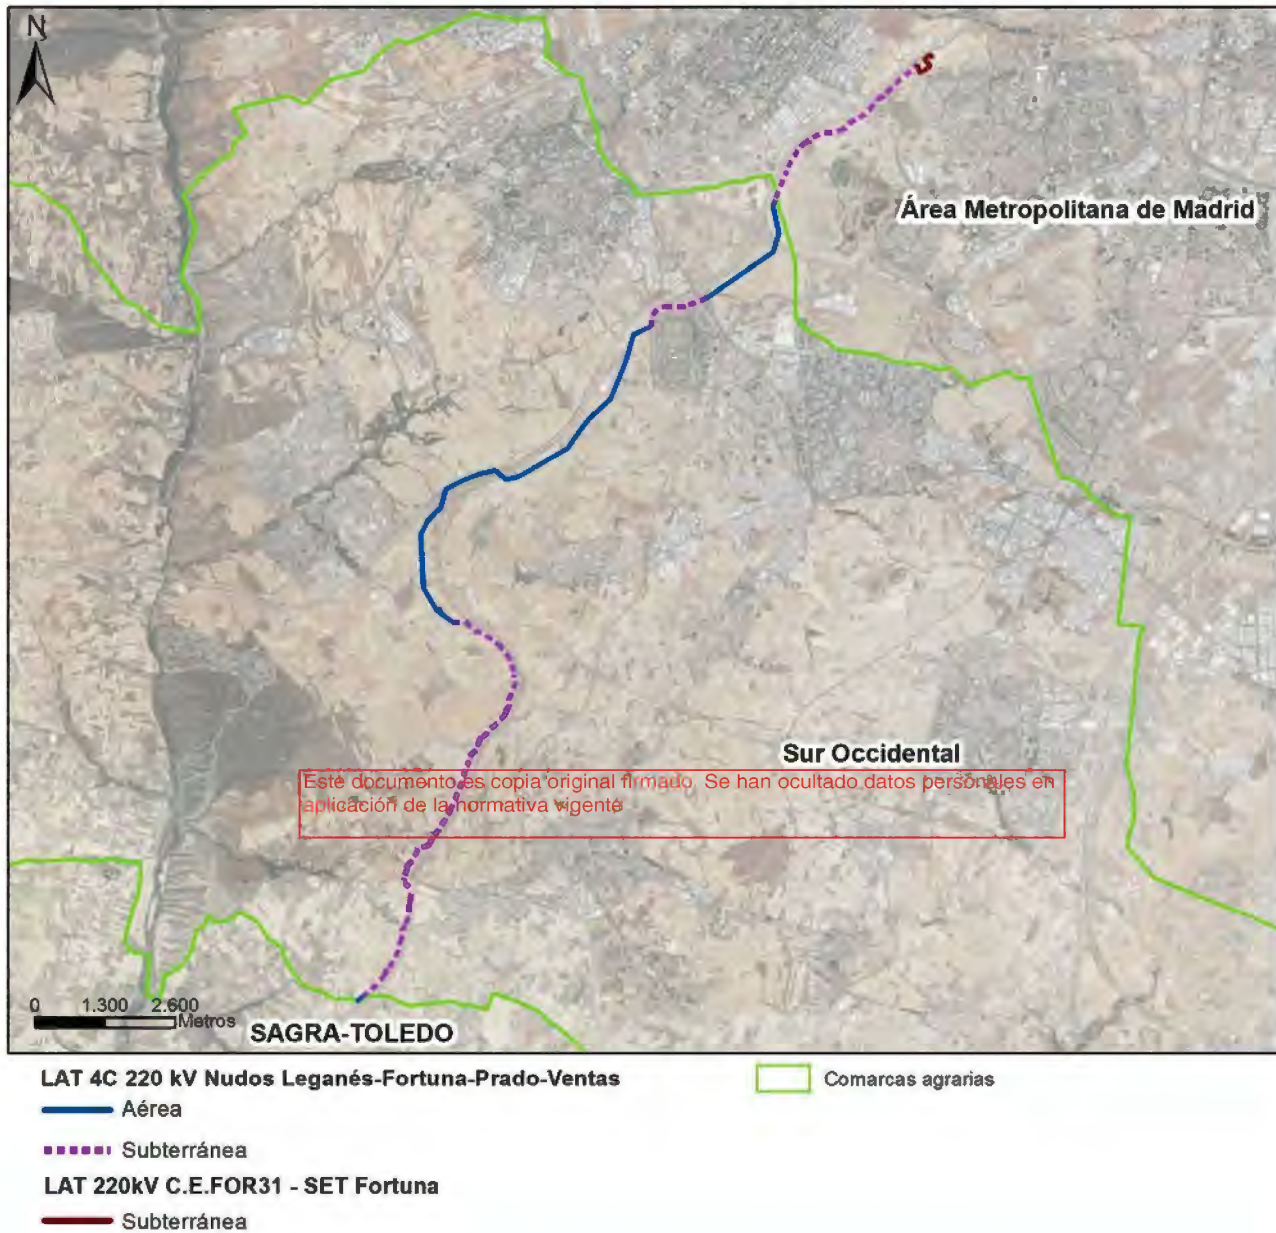 N
Área Metropolitana de Madrid
Sur Occidental
Este documento es copia original firmado. Se han ocultado datos personales en
aplicación de la normativa vigente
0 1.300 2.600
Metros
SAGRA-TOLEDO
LAT 4C 220 kV Nudos Leganés-Fortuna-Prado-Ventas
Comarcas agrarias
Aérea
Subterránea
LAT 220kV C.E.FOR31 - SET Fortuna
Subterránea